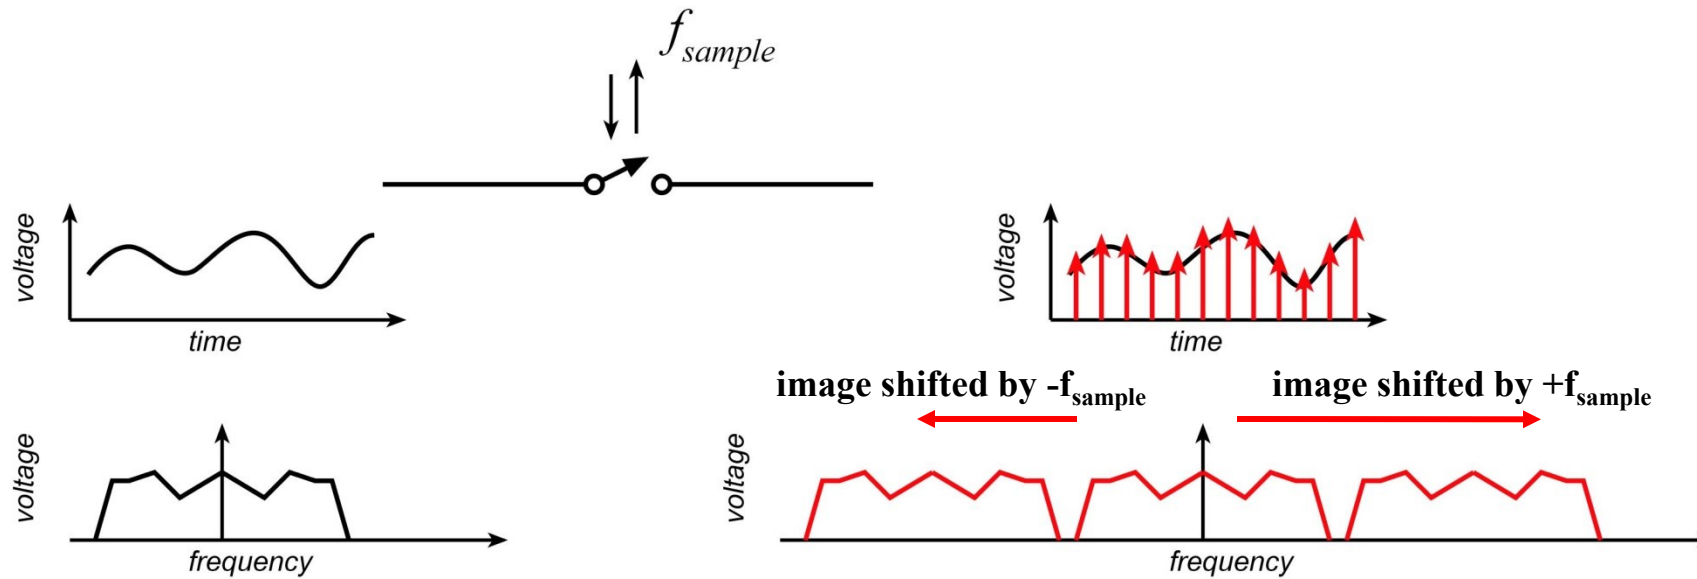 f_sample
voltage
time
voltage
time
image shifted by -f_sample
image shifted by +f_sample
voltage
frequency
voltage
frequency